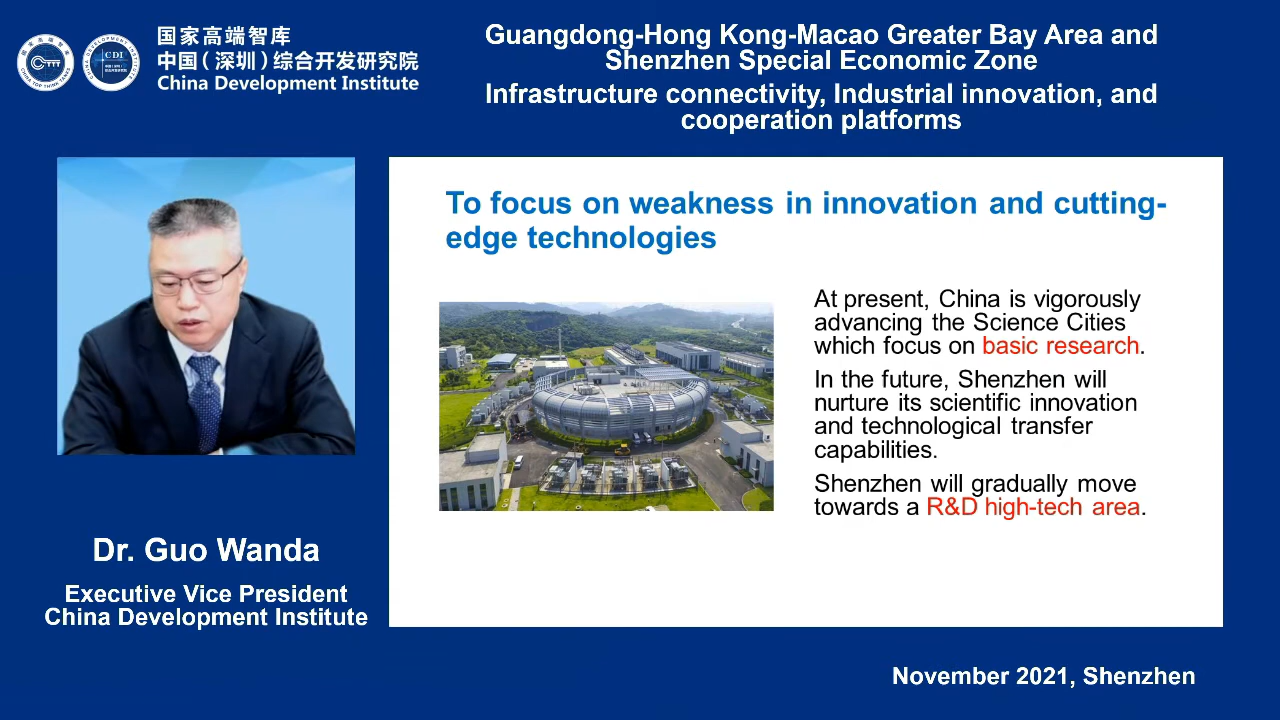 国家高端智库
中国（深圳）综合开发研究院
China Development Institute
CDI
Guangdong-Hong Kong-Macao Greater Bay Area and
Shenzhen Special Economic Zone
Infrastructure connectivity, Industrial innovation, and
cooperation platforms
To focus on weakness in innovation and cutting-
edge technologies
At present, China is vigorously
advancing the Science Cities
which focus on basic research.
In the future, Shenzhen will
nurture its scientific innovation
and technological transfer
capabilities.
Shenzhen will gradually move
towards a R&D high-tech area.
Dr. Guo Wanda
Executive Vice President
China Development Institute
November 2021, Shenzhen